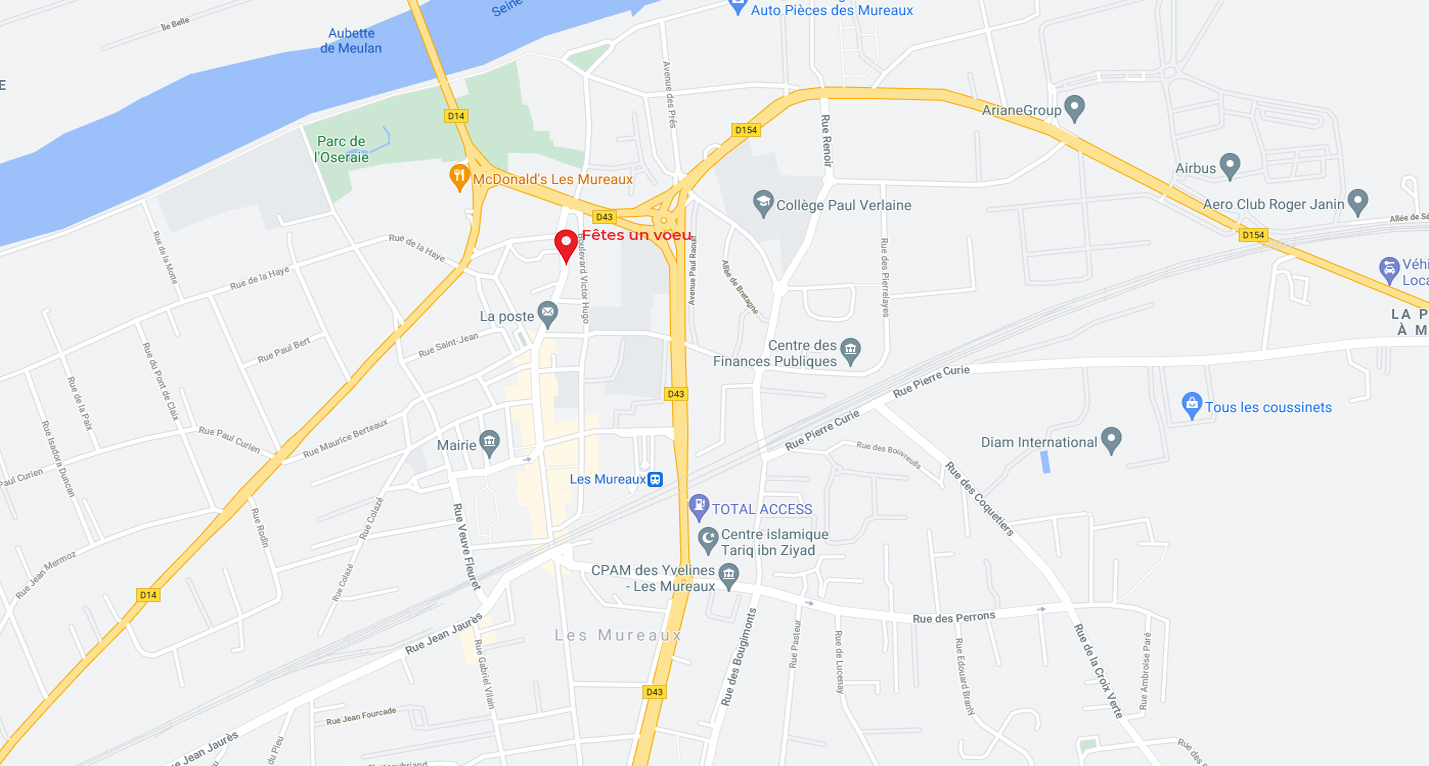 Île Belle
Seine
Auto Pièces des Mureaux
Aubette
de Meulan
E
Avenue des Prés
D14
D154
Rue Renoir
ArianeGroup
Parc de
l'Oseraie
McDonald's Les Mureaux
Airbus
Collège Paul Verlaine
Aero Club Roger Janin
D43
Allée de Sé
Fêtes un voeu
D154
Rue de la Haye
Rue de la Motte
Boulevard Victor Hugo
Avenue Paul Raoult
Allée de Bretagne
Rue des Pierrelayes
Rue de la Haye
Véhi
Loca
La poste
LA P
À M
Rue Saint-Jean
Rue Paul Bert
Rue du Pont de Claix
Centre des
Finances Publiques
Rue Pierre Curie
Rue de la Paix
D43
Tous les coussinets
Rue Pierre Curie
Rue Maurice Berteaux
Rue Paul Curien
Rue Isadora Duncan
Mairie
Diam International
Rue des Bouvreuils
Paul Curien
Les Mureaux
Rue des Coquetiers
TOTAL ACCESS
Rue Rodin
Rue Colazé
Rue Veuve Fleuret
Centre islamique
Tariq ibn Ziyad
Rue Jean Mermoz
Rue Colazé
CPAM des Yvelines
- Les Mureaux
D14
Rue des Perrons
Rue Jean Jaurès
Les Mureaux
Rue des Bougimonts
Rue Pasteur
Rue de Lucenay
Rue Edouard Branly
Rue de la Croix Verte
Rue Ambroise Paré
Rue Gabriel Vilain
D43
Rue Jean Fourcade
Rue Jean Jaurès
du Pieu
Rue des P